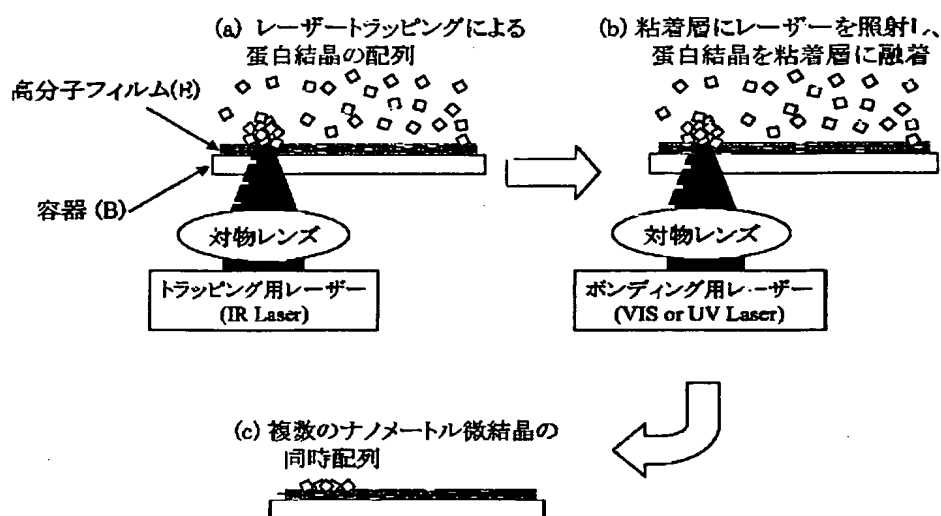 (a) レーザートラッピングによる
蛋白結晶の配列
高分子フィルム(E)
容器 (B)
対物レンズ
トラッピング用レーザー
(IR Laser)
(b) 粘着層にレーザーを照射し、
蛋白結晶を粘着層に融着
対物レンズ
ボンディング用レーザー
(VIS or UV Laser)
(c) 複数のナノメートル微結晶の
同時配列